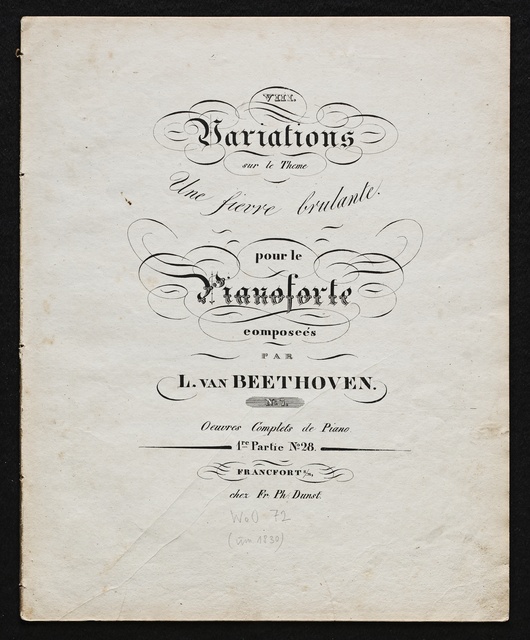 VIII.
Variations
sur le Theme
Une fièvre brulante.
pour le
Pianoforte
composeés
PAR
L. VAN BEETHOVEN.
Oeuvres Complets de Piano.
1re Partie No 28.
FRANCFORT s/m,
chez Fr. Ph. Dunst.
WoO 72
(um 1830)